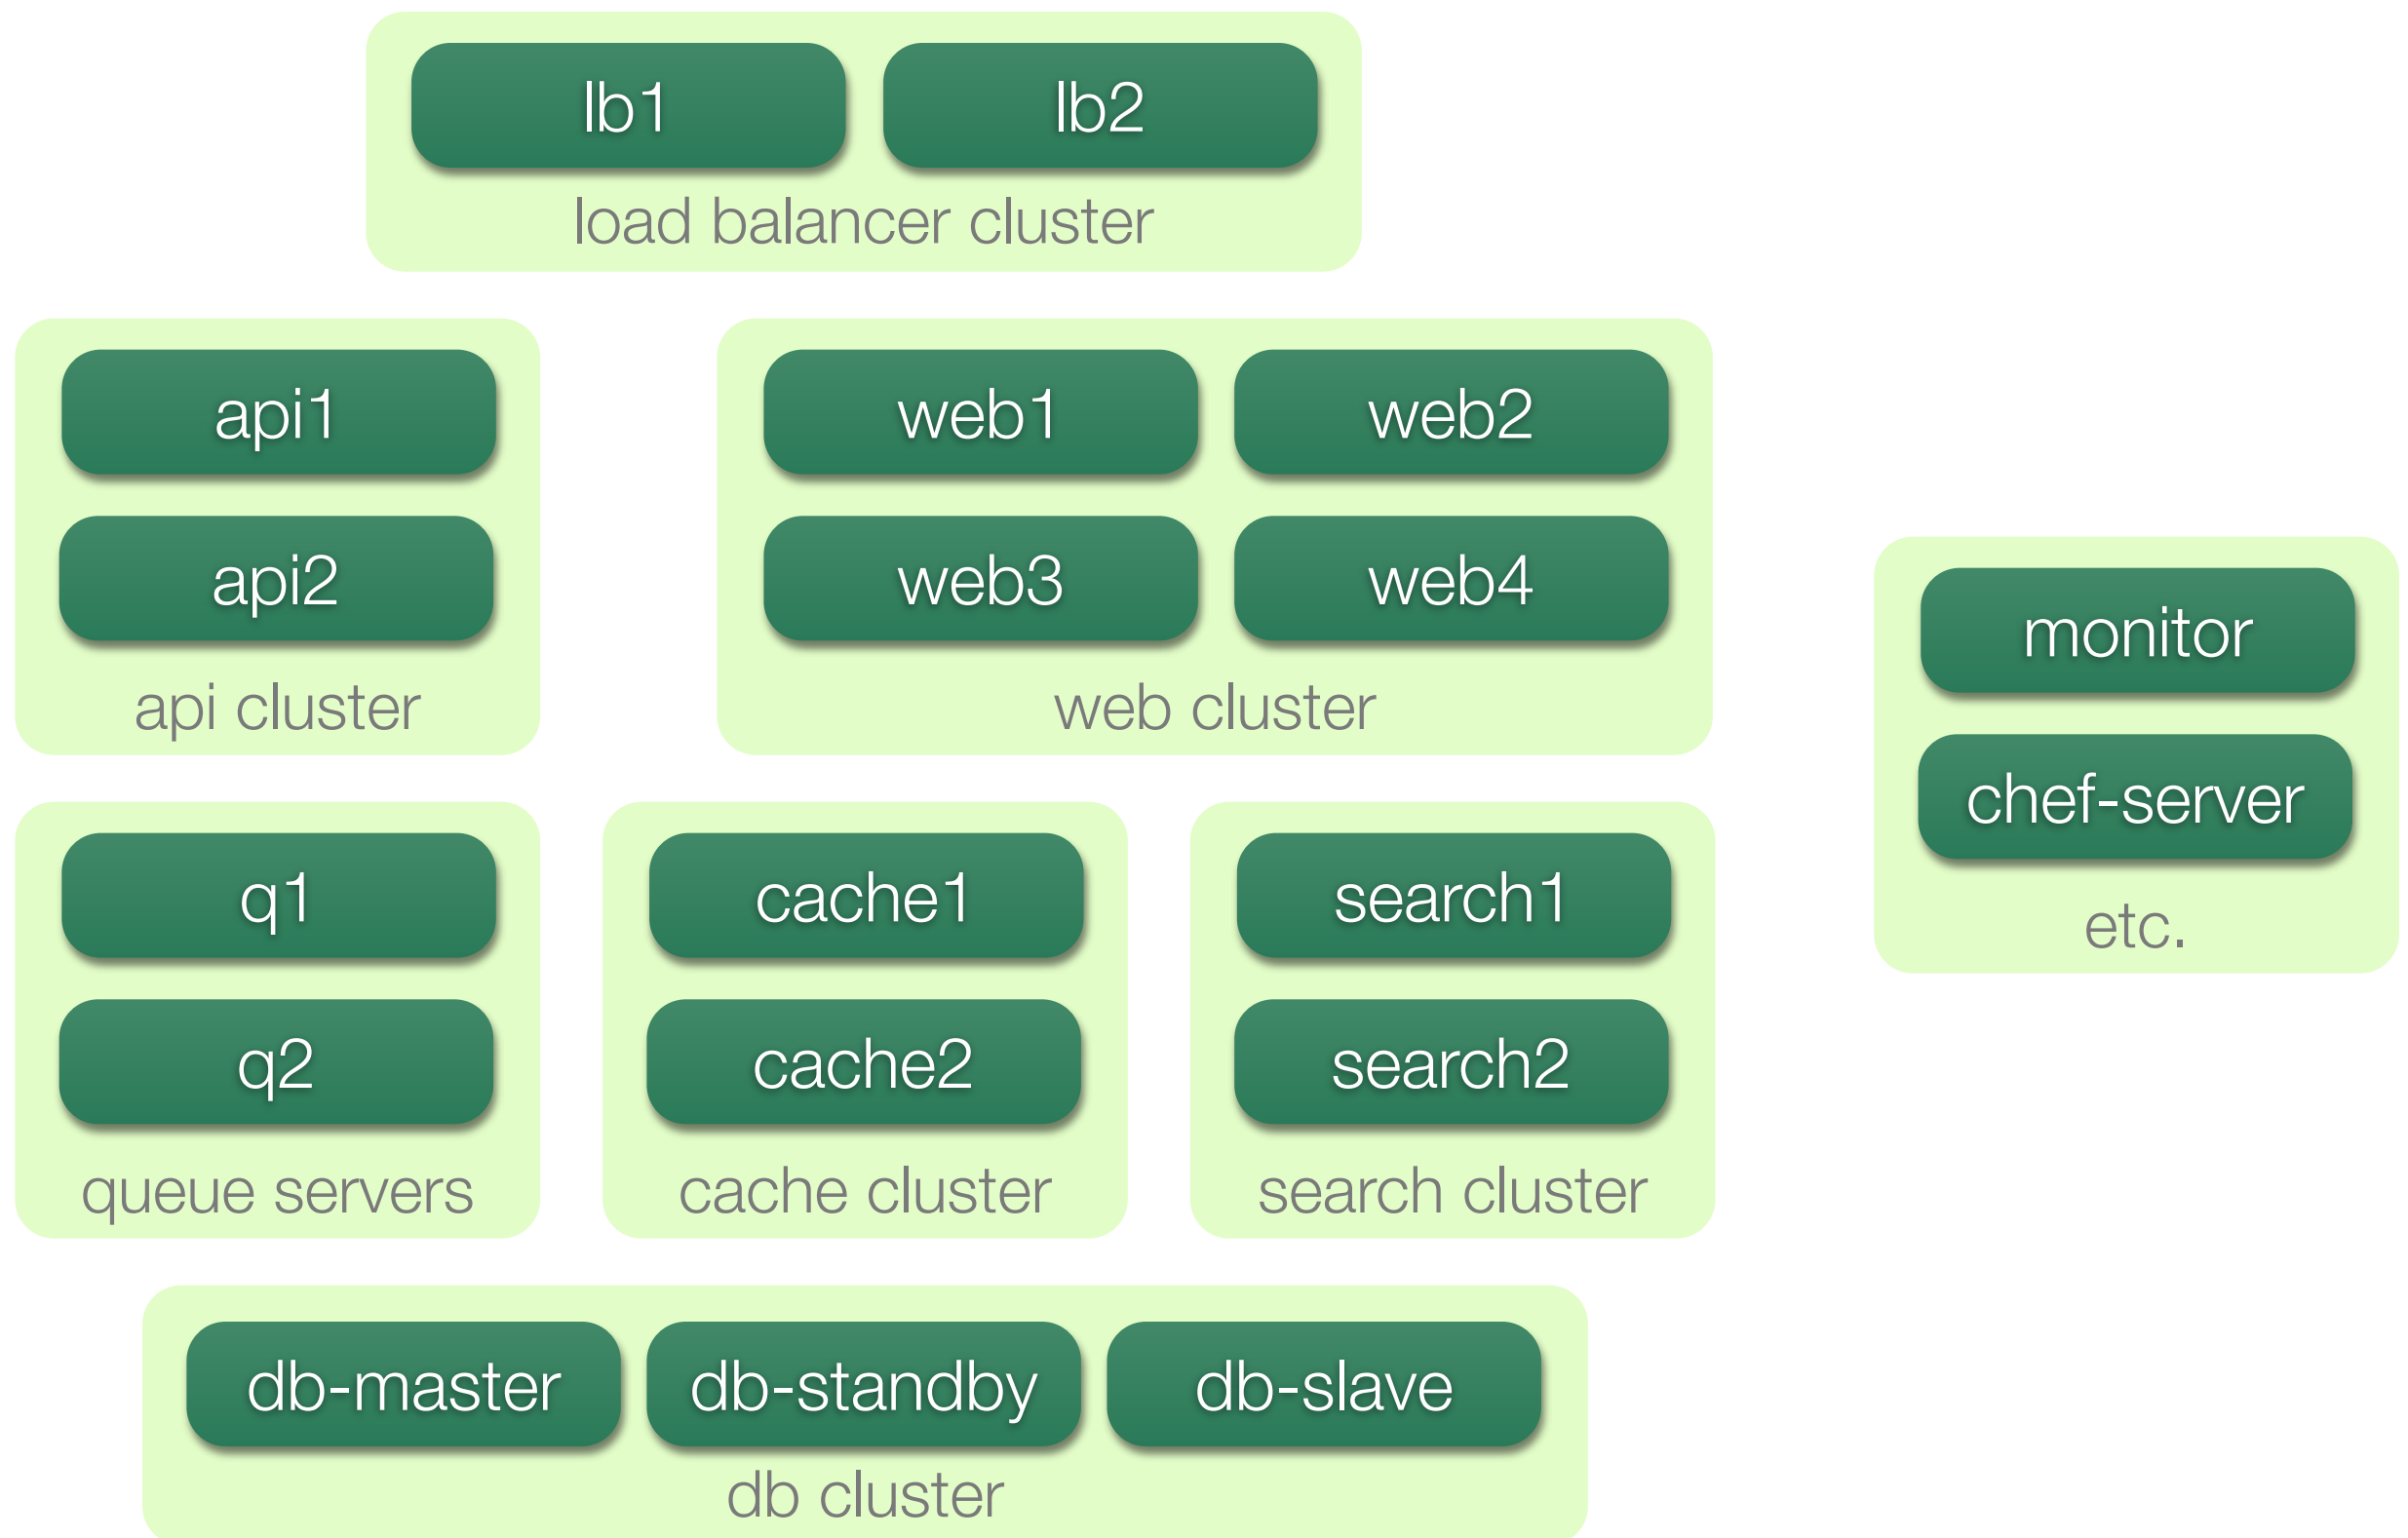 lb1
lb2
load balancer cluster
api1
api2
api cluster
web1
web2
web3
web4
web cluster
monitor
chef-server
etc.
q1
q2
queue servers
cache1
cache2
cache cluster
search1
search2
search cluster
db-master
db-standby
db-slave
db cluster